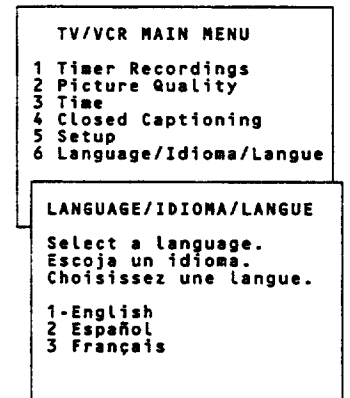 TV/VCR MAIN MENU
1 Timer Recordings
2 Picture Quality
3 Time
4 Closed Captioning
5 Setup
6 Language/Idioma/Langue
LANGUAGE/IDIOMA/LANGUE
Select a language.
Escoja un idioma.
Choisissez une langue.
1-English
2 Español
3 Français